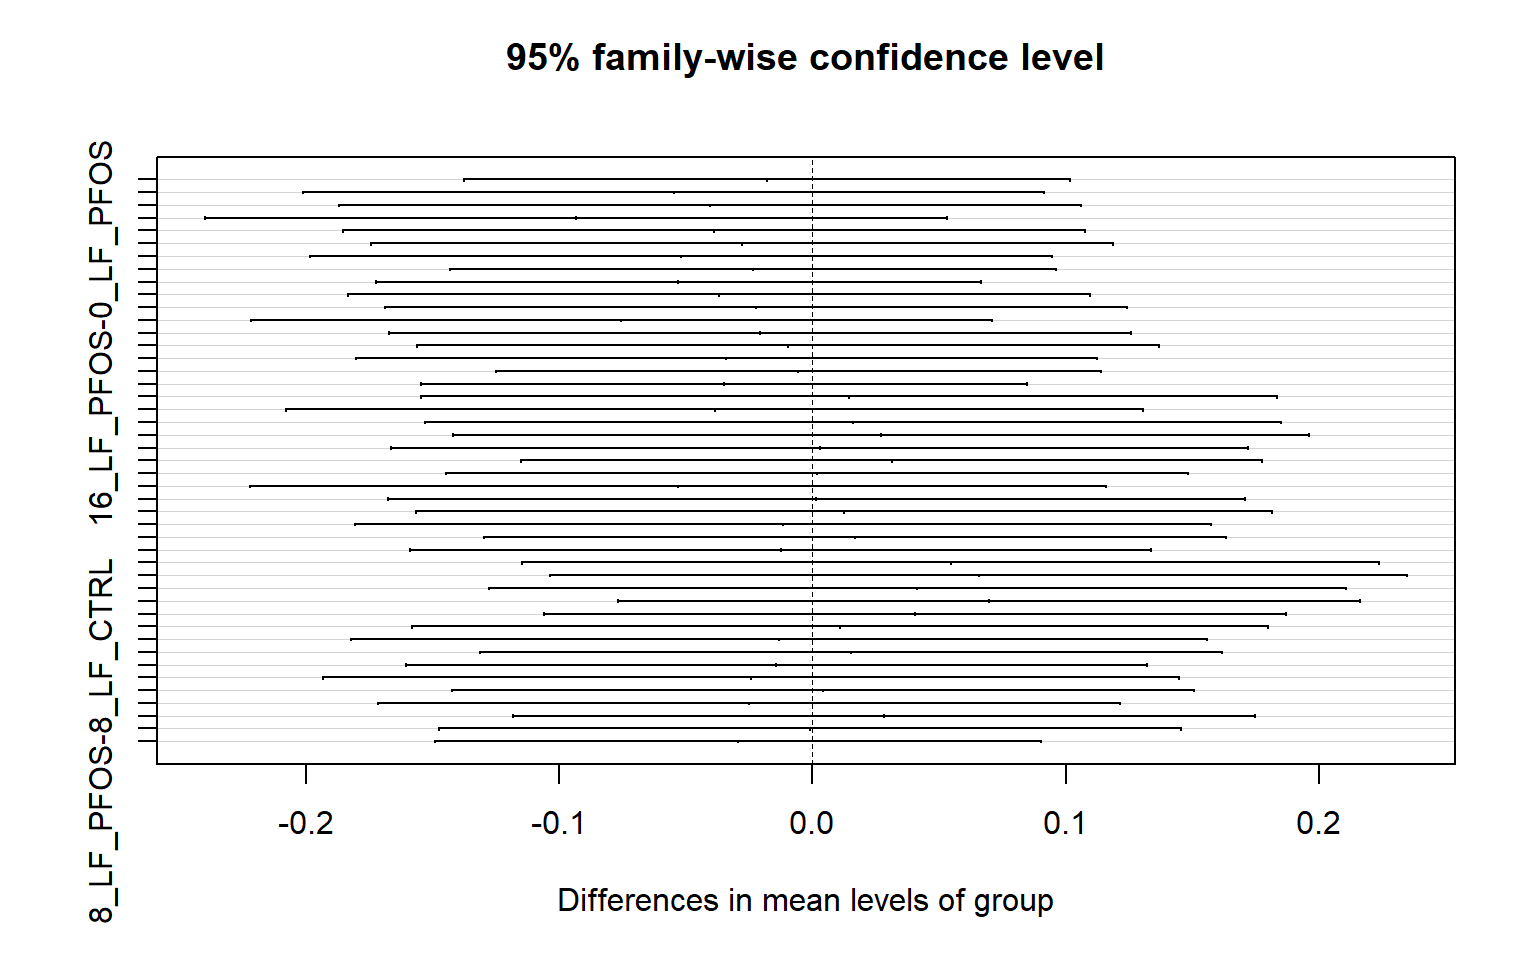 95% family-wise confidence level
16_LF_PFOS-0_LF_PFOS
8_LF_PFOS-8_LF_CTRL
-0.2 -0.1 0.0 0.1 0.2
Differences in mean levels of group